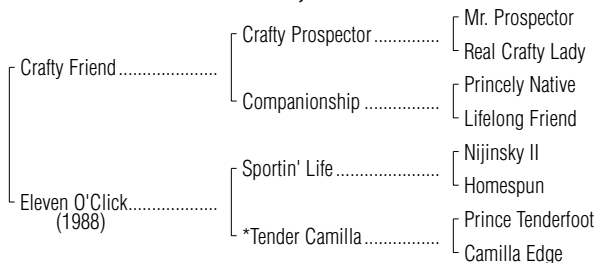 Mr. Prospector
Crafty Prospector...............
Real Crafty Lady
Crafty Friend......................
Princely Native
Companionship .................
Lifelong Friend
Nijinsky II
Sportin' Life .......................
Homespun
Eleven O'Click....................
(1988)
Prince Tenderfoot
*Tender Camilla.................
Camilla Edge